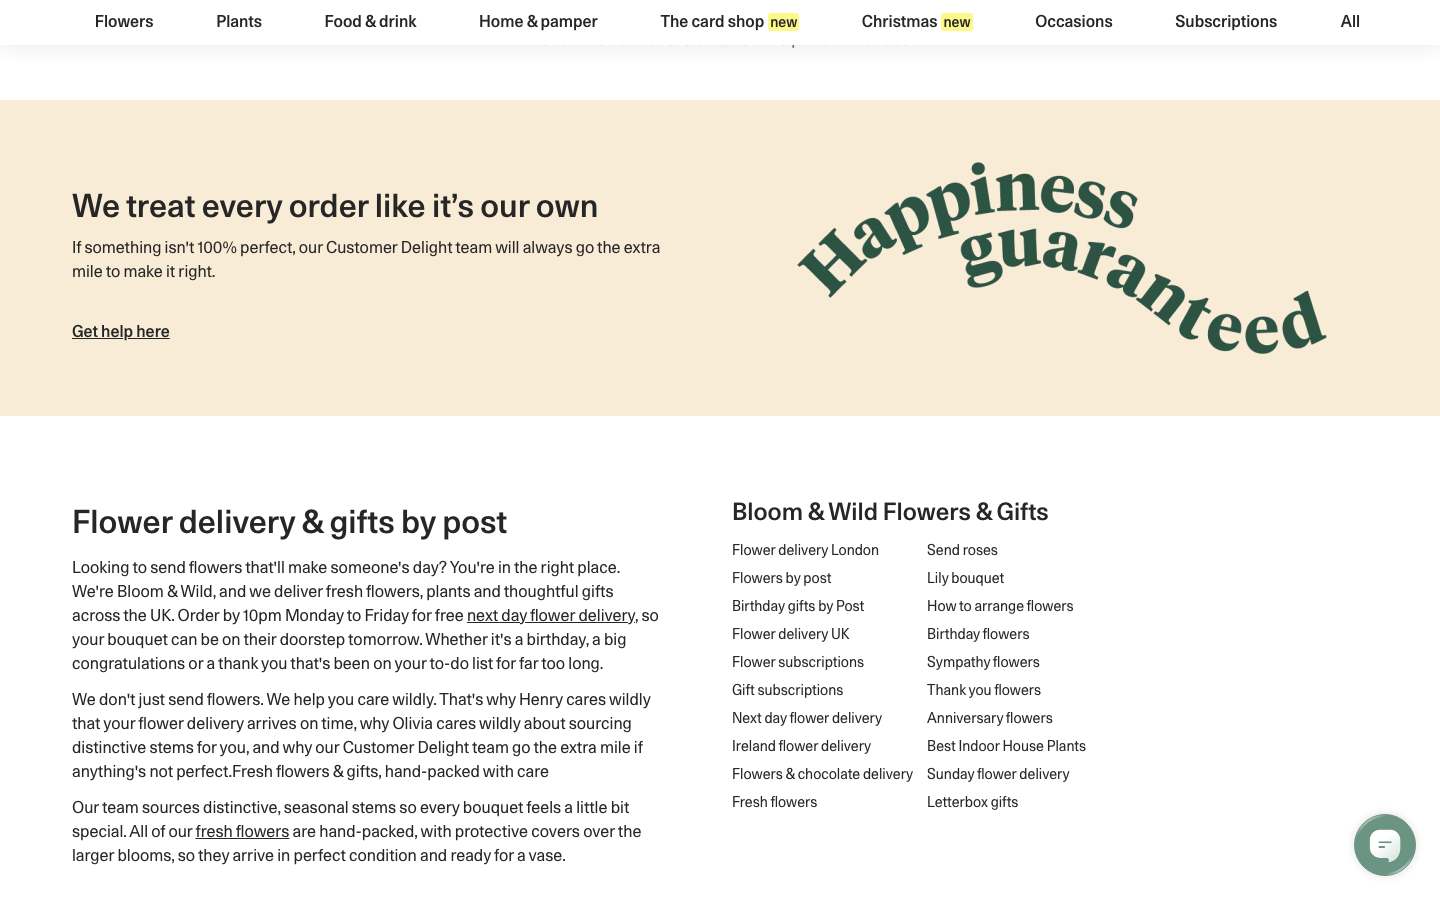 Flowers
Plants
Food & drink
Home & pamper
The card shop new
Christmas new
Occasions
Subscriptions
All
We treat every order like it’s our own
If something isn't 100% perfect, our Customer Delight team will always go the extra
mile to make it right.
Get help here
Happiness
guaranteed
Flower delivery & gifts by post
Looking to send flowers that'll make someone's day? You're in the right place.
We're Bloom & Wild, and we deliver fresh flowers, plants and thoughtful gifts
across the UK. Order by 10pm Monday to Friday for free next day flower delivery, so
your bouquet can be on their doorstep tomorrow. Whether it's a birthday, a big
congratulations or a thank you that's been on your to-do list for far too long.
We don't just send flowers. We help you care wildly. That's why Henry cares wildly
that your flower delivery arrives on time, why Olivia cares wildly about sourcing
distinctive stems for you, and why our Customer Delight team go the extra mile if
anything's not perfect.Fresh flowers & gifts, hand-packed with care
Our team sources distinctive, seasonal stems so every bouquet feels a little bit
special. All of our fresh flowers are hand-packed, with protective covers over the
larger blooms, so they arrive in perfect condition and ready for a vase.
Bloom & Wild Flowers & Gifts
Flower delivery London
Flowers by post
Birthday gifts by Post
Flower delivery UK
Flower subscriptions
Gift subscriptions
Next day flower delivery
Ireland flower delivery
Flowers & chocolate delivery
Fresh flowers
Send roses
Lily bouquet
How to arrange flowers
Birthday flowers
Sympathy flowers
Thank you flowers
Anniversary flowers
Best Indoor House Plants
Sunday flower delivery
Letterbox gifts